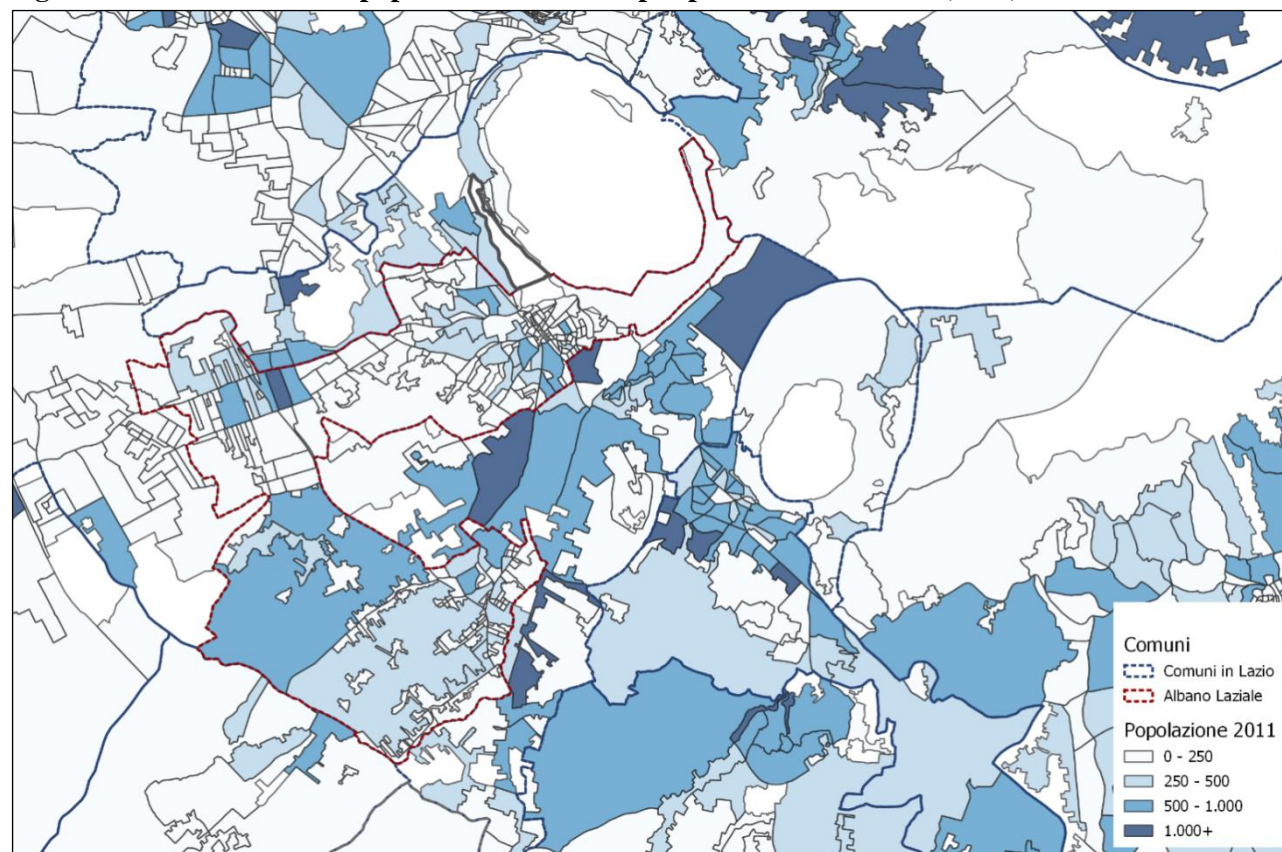 Comuni
Comuni in Lazio
Albano Laziale
Popolazione 2011
0 - 250
250 - 500
500 - 1.000
1.000+